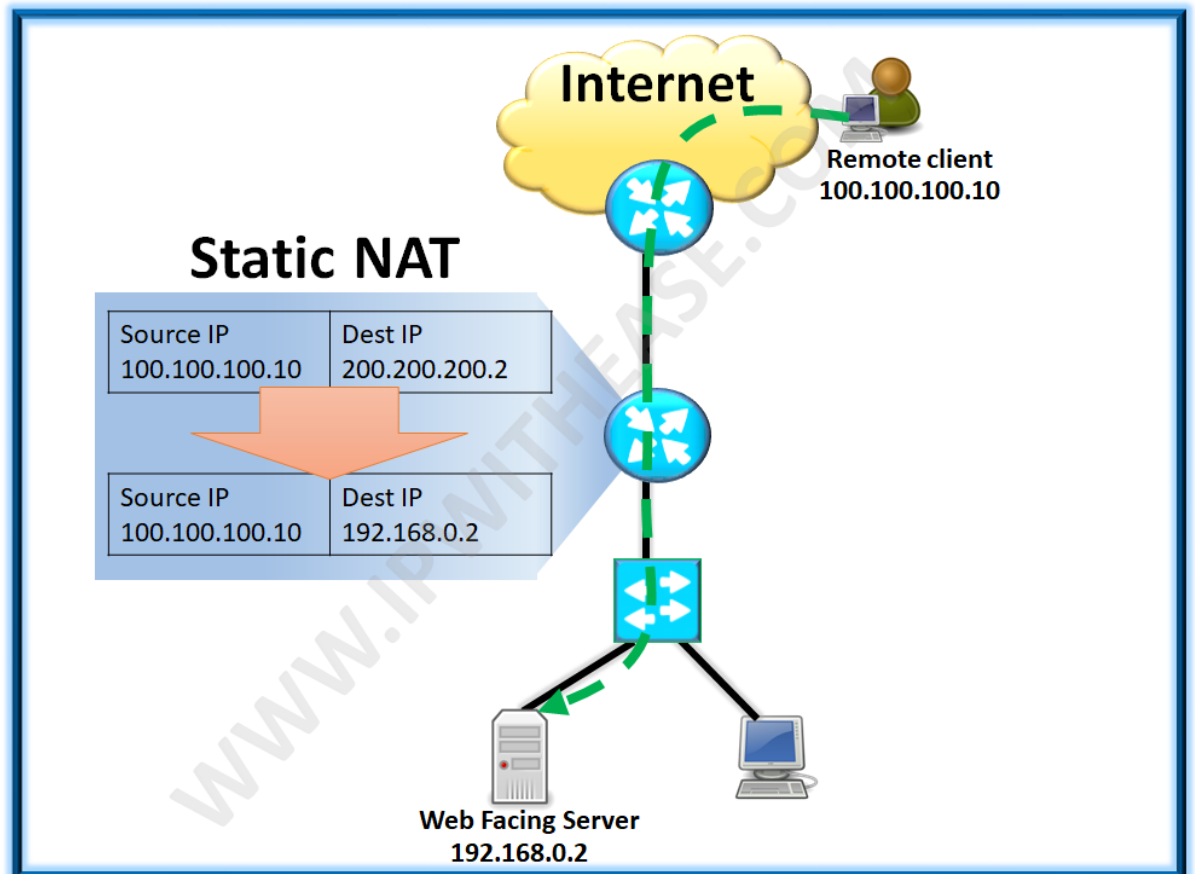 Internet
Remote client
100.100.100.10
Static NAT
Source IP
100.100.100.10
Dest IP
200.200.200.2
Source IP
100.100.100.10
Dest IP
192.168.0.2
Web Facing Server
192.168.0.2
WWW.IPWITHEASE.COM